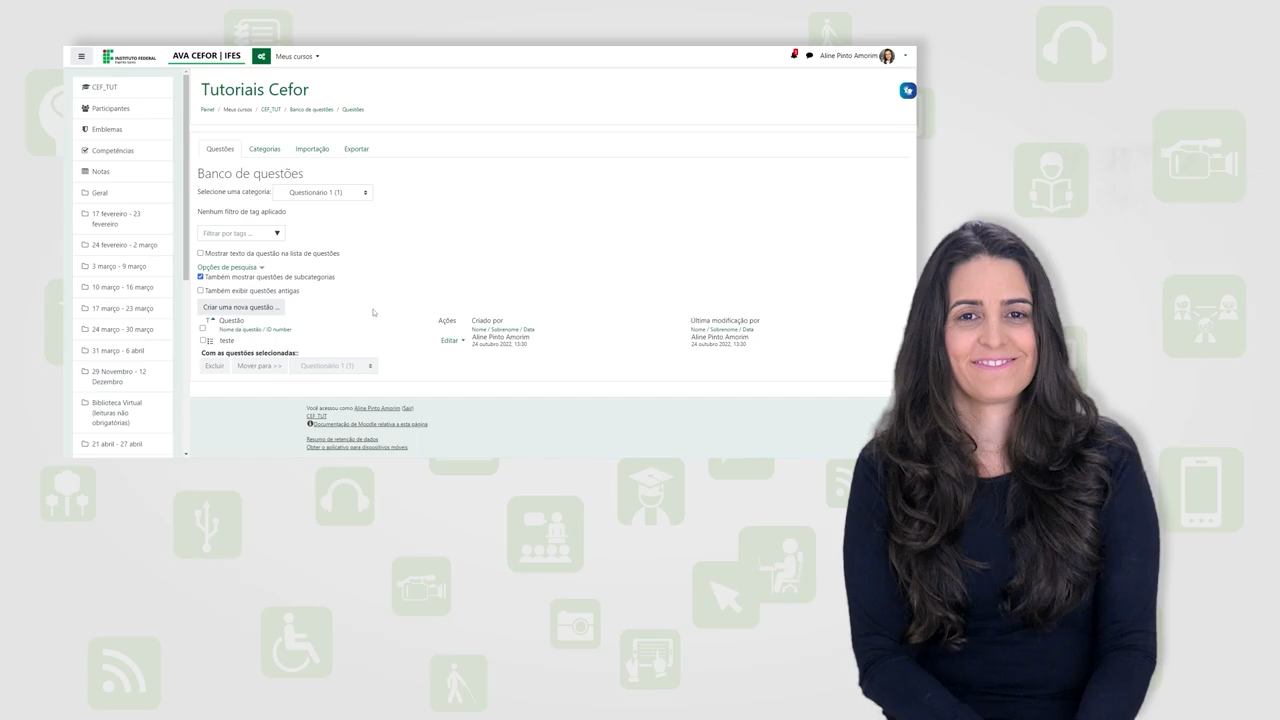 INSTITUTO FEDERAL
Espírito Santo
AVA CEFOR | IFES
Meus cursos
Aline Pinto Amorim
CEF_TUT
Participantes
Emblemas
Competências
Notas
Geral
17 fevereiro - 23
fevereiro
24 fevereiro - 2 março
3 março - 9 março
10 março - 16 março
17 março - 23 março
24 março - 30 março
31 março - 6 abril
29 Novembro - 12
Dezembro
Biblioteca Virtual
(leituras não
obrigatórias)
21 abril - 27 abril
Tutoriais Cefor
Painel / Meus cursos / CEF_TUT / Banco de questões / Questões
Questões Categorias Importação Exportar
Banco de questões
Selecione uma categoria: Questionário 1 (1)
Nenhum filtro de tag aplicado
Filtrar por tags ...
Mostrar texto da questão na lista de questões
Opções de pesquisa
Também mostrar questões de subcategorias
Também exibir questões antigas
Criar uma nova questão ...
T Questão Ações Criado por Última modificação por
Nome da questão / ID number Nome / Sobrenome / Data Nome / Sobrenome / Data
teste Editar Aline Pinto Amorim Aline Pinto Amorim
24 outubro 2022, 13:30 24 outubro 2022, 13:30
Com as questões selecionadas::
Excluir Mover para >> Questionário 1 (1)
Você acessou como Aline Pinto Amorim (Sair)
CEF_TUT
Documentação de Moodle relativa a esta página
Resumo de retenção de dados
Obter o aplicativo para dispositivos móveis